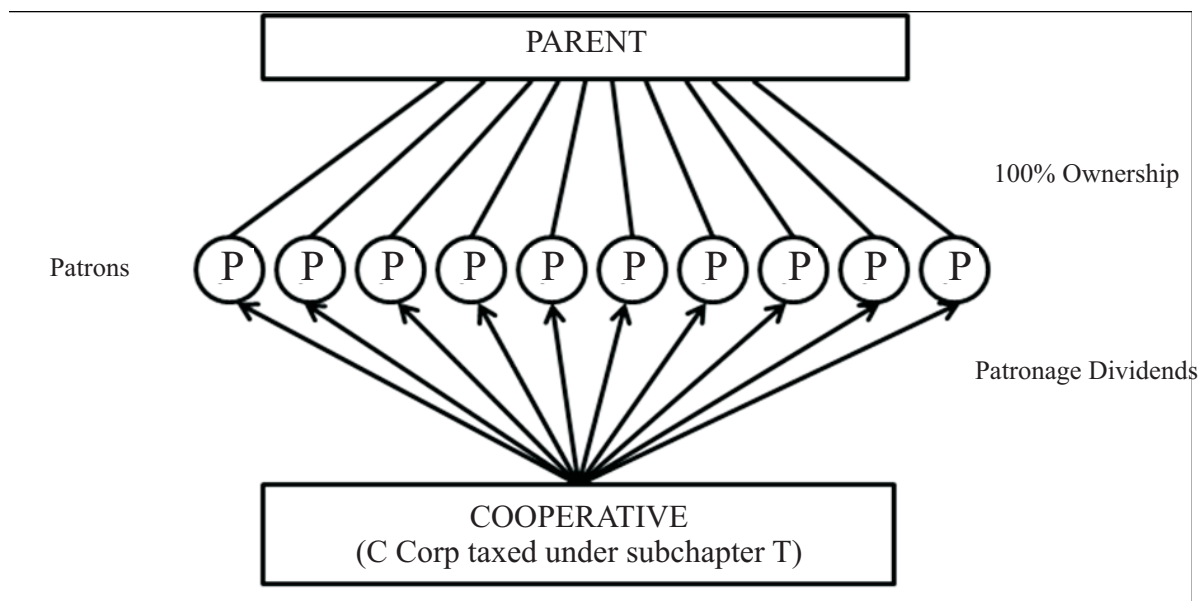 PARENT
100% Ownership
Patrons
P P P P P P P P P P
Patronage Dividends
COOPERATIVE
(C Corp taxed under subchapter T)